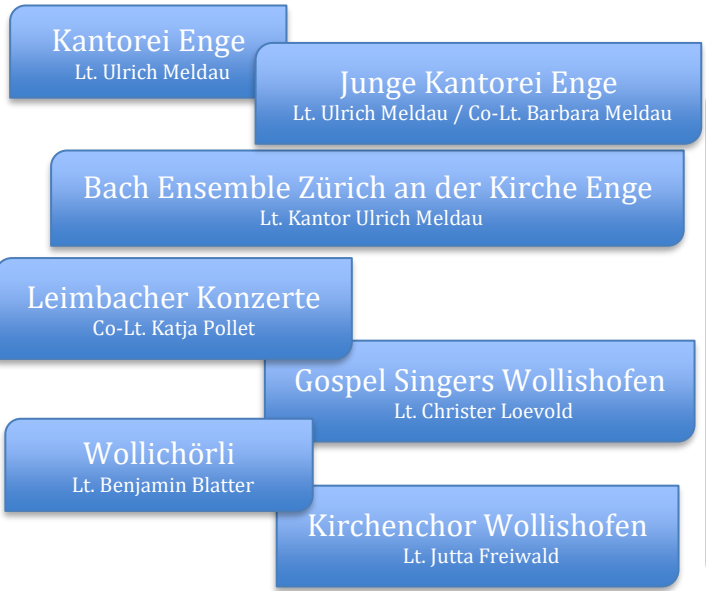 Kantorei Enge
Lt. Ulrich Meldau
Junge Kantorei Enge
Lt. Ulrich Meldau / Co-Lt. Barbara Meldau
Bach Ensemble Zürich an der Kirche Enge
Lt. Kantor Ulrich Meldau
Leimbacher Konzerte
Co-Lt. Katja Pollet
Gospel Singers Wollishofen
Lt. Christer Loevold
Wollichörli
Lt. Benjamin Blatter
Kirchenchor Wollishofen
Lt. Jutta Freiwald